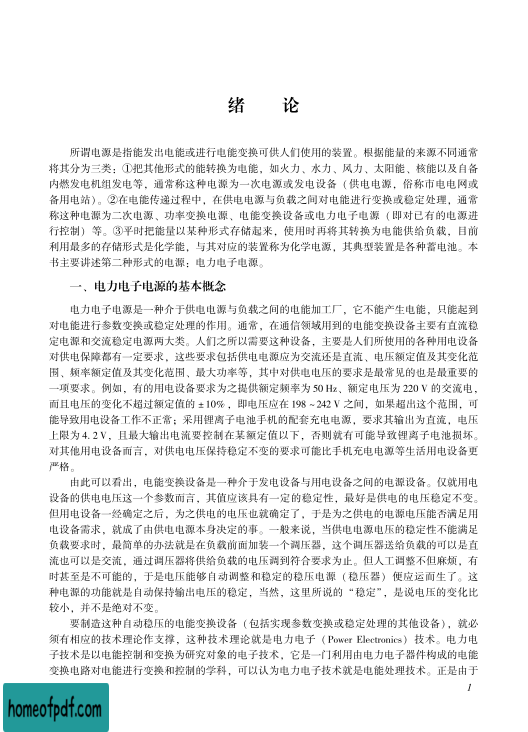 绪　　论
所谓电源是指能发出电能或进行电能变换可供人们使用的装置。根据能量的来源不同通常
将其分为三类：①把其他形式的能转换为电能，如火力、水力、风力、太阳能、核能以及自备
内燃发电机组发电等，通常称这种电源为一次电源或发电设备（供电电源，俗称市电电网或
备用电站）。②在电能传递过程中，在供电电源与负载之间对电能进行变换或稳定处理，通常
称这种电源为二次电源、功率变换电源、电能变换设备或电力电子电源（即对已有的电源进
行控制）等。③平时把能量以某种形式存储起来，使用时再将其转换为电能供给负载，目前
利用最多的存储形式是化学能，与其对应的装置称为化学电源，其典型装置是各种蓄电池。本
书主要讲述第二种形式的电源：电力电子电源。
一、电力电子电源的基本概念
电力电子电源是一种介于供电电源与负载之间的电能加工厂，它不能产生电能，只能起到
对电能进行参数变换或稳定处理的作用。通常，在通信领域用到的电能变换设备主要有直流稳
定电源和交流稳定电源两大类。人们之所以需要这种设备，主要是人们所使用的各种用电设备
对供电保障都有一定要求，这些要求包括供电电源应为交流还是直流、电压额定值及其变化范
围、频率额定值及其变化范围、最大功率等，其中对供电电压的要求是最常见的也是最重要的
一项要求。例如，有的用电设备要求为之提供额定频率为 50 Hz、额定电压为 220 V 的交流电，
而且电压的变化不超过额定值的 ±10%，即电压应在 198 ~ 242 V 之间，如果超出这个范围，可
能导致用电设备工作不正常；采用锂离子电池手机的配套充电电源，要求其输出为直流，电压
上限为 4. 2 V，且最大输出电流要控制在某额定值以下，否则就有可能导致锂离子电池损坏。
对其他用电设备而言，对供电电压保持稳定不变的要求可能比手机充电电源等生活用电设备更
严格。
由此可以看出，电能变换设备是一种介于发电设备与用电设备之间的电源设备。仅就用电
设备的供电电压这一个参数而言，其值应该具有一定的稳定性，最好是供电的电压稳定不变。
但用电设备一经确定之后，为之供电的电压也就确定了，于是为之供电的电源电压能否满足用
电设备需求，就成了由供电电源本身决定的事。一般来说，当供电电源电压的稳定性不能满足
负载要求时，最简单的办法就是在负载前面加装一个调压器，这个调压器送给负载的可以是直
流也可以是交流，通过调压器将供给负载的电压调到符合要求为止。但人工调整不但麻烦，有
时甚至是不可能的，于是电压能够自动调整和稳定的稳压电源（稳压器）便应运而生了。这
种电源的功能就是自动保持输出电压的稳定，当然，这里所说的“稳定”，是说电压的变化比
较小，并不是绝对不变。
要制造这种自动稳压的电能变换设备（包括实现参数变换或稳定处理的其他设备），就必
须有相应的技术理论作支撑，这种技术理论就是电力电子（Power Electronics）技术。电力电
子技术是以电能控制和变换为研究对象的电子技术，它是一门利用由电力电子器件构成的电能
变换电路对电能进行变换和控制的学科，可以认为电力电子技术就是电能处理技术。正是由于
1
homeofpdf.com